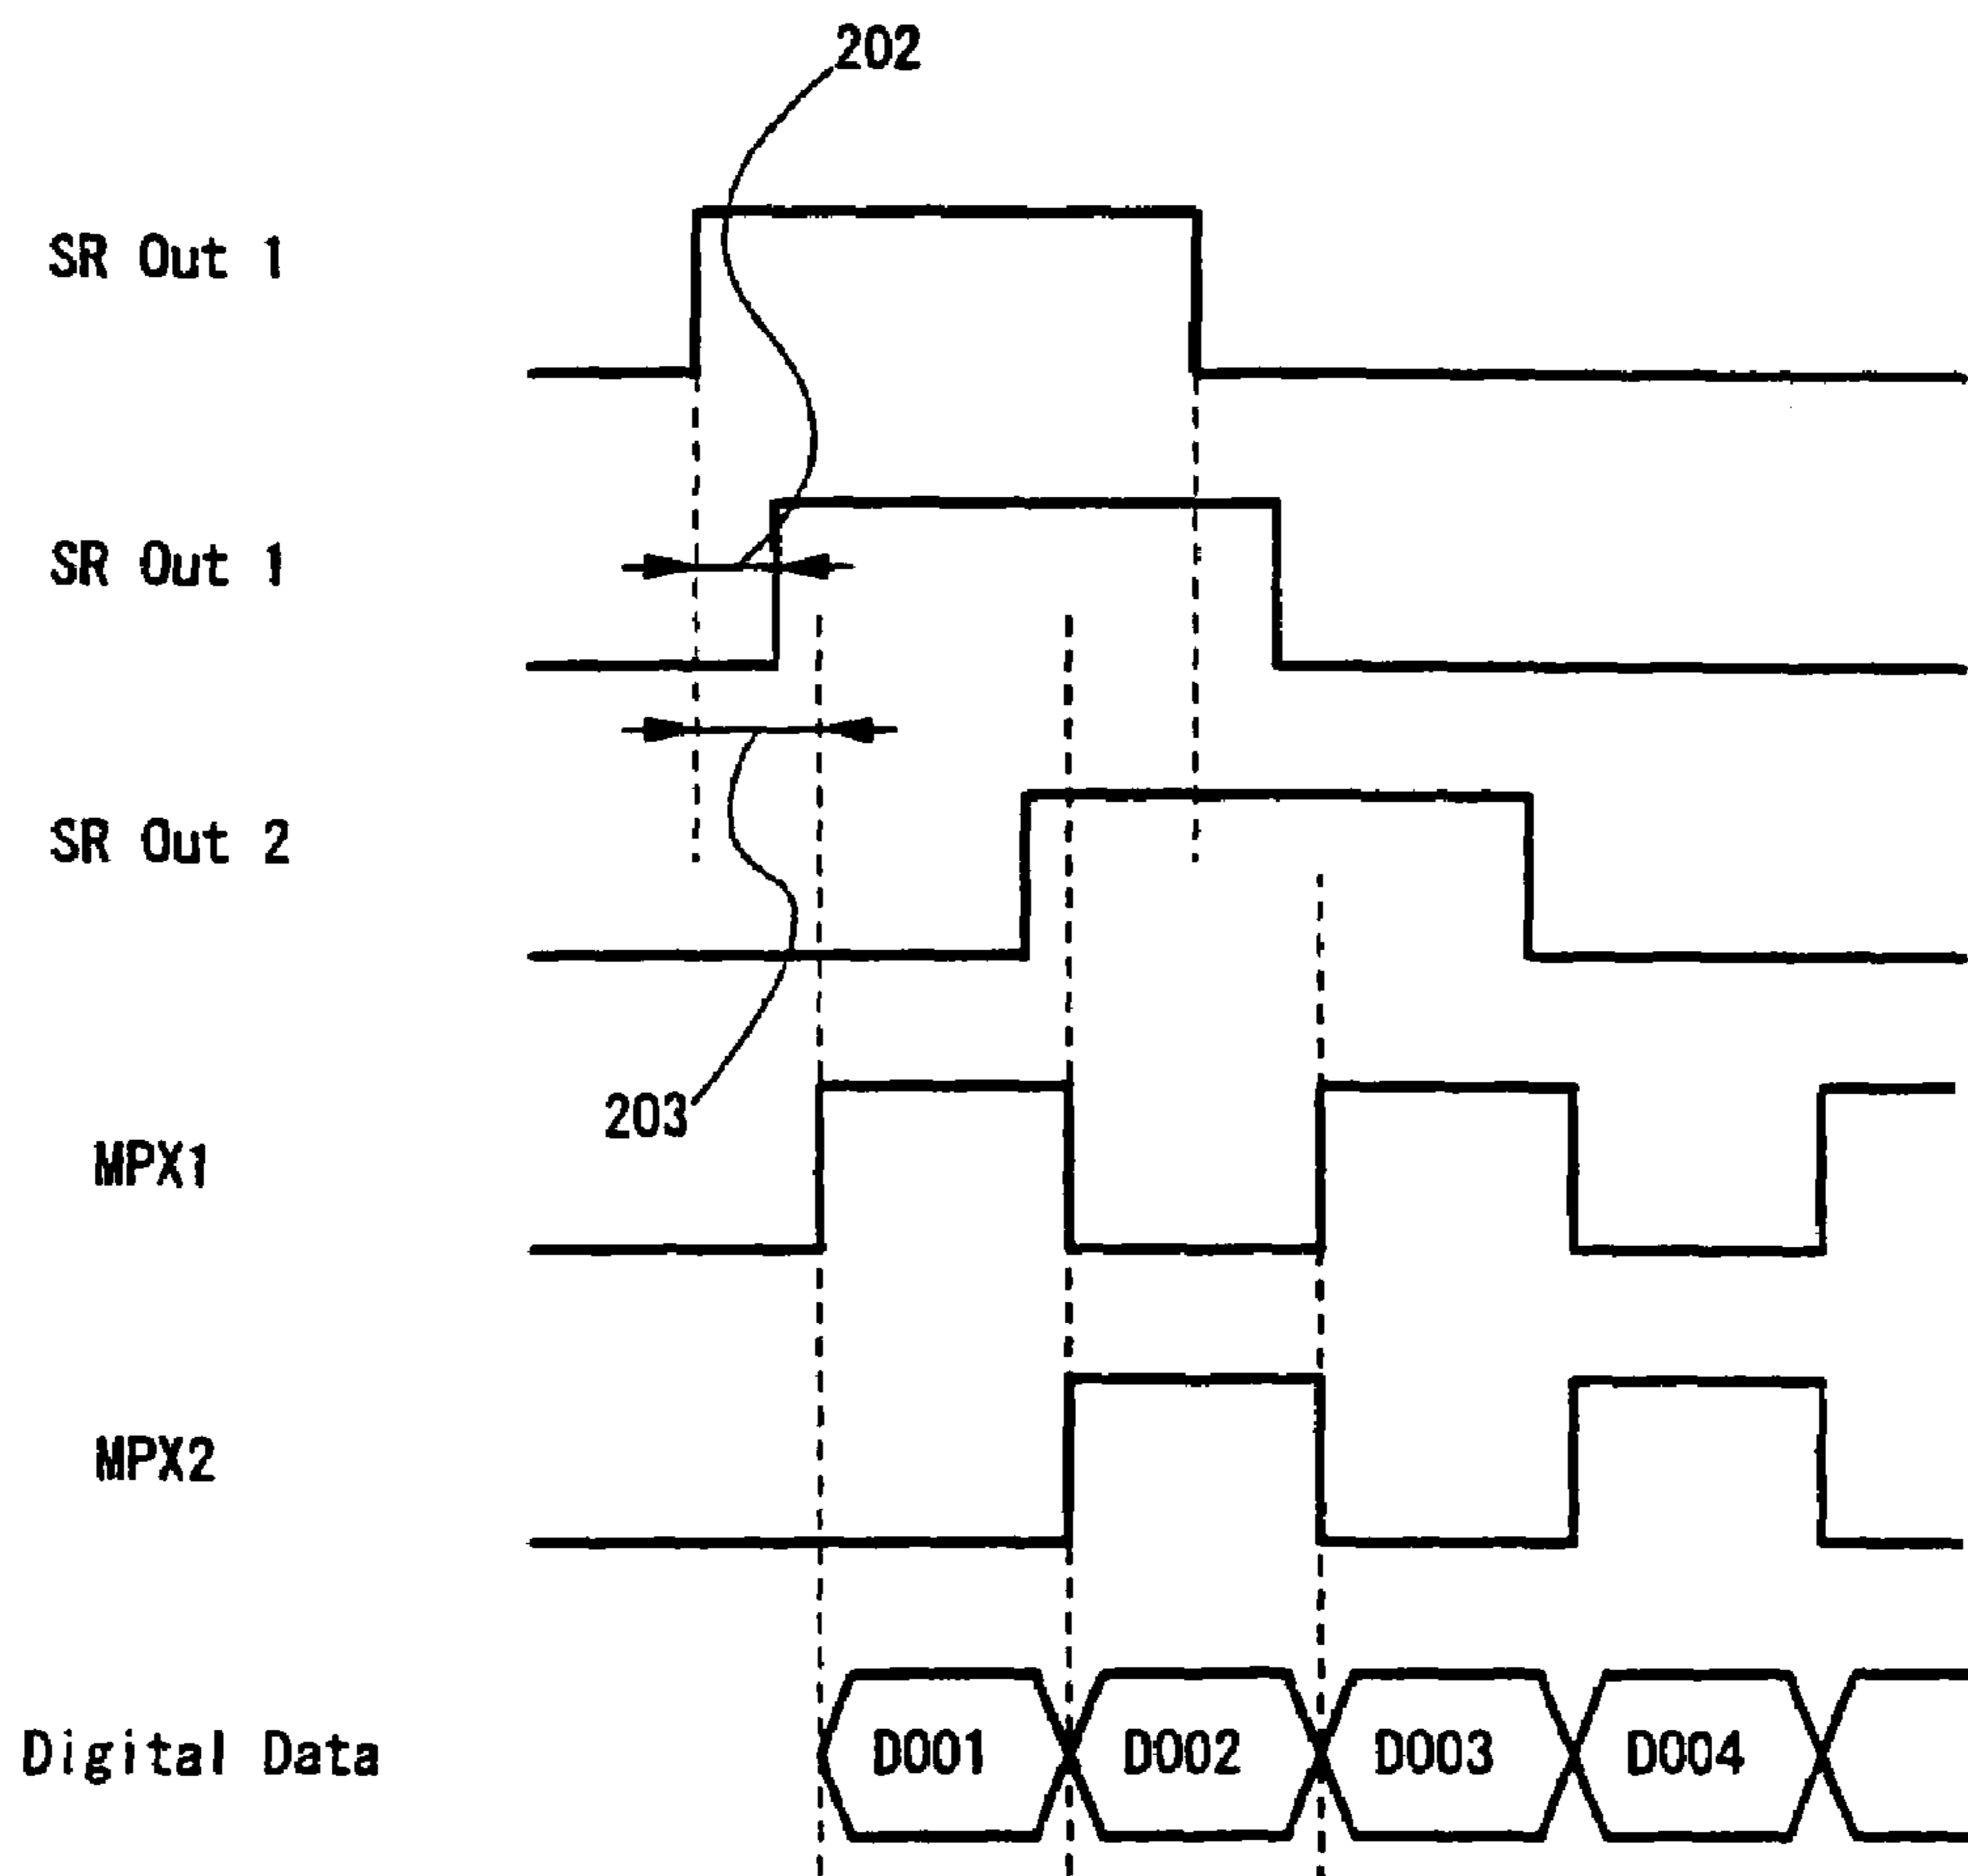 202
SR Out 1
SR Out 1
SR Out 2
203
MPX1
MPX2
Digital Data D001 D002 D003 D004